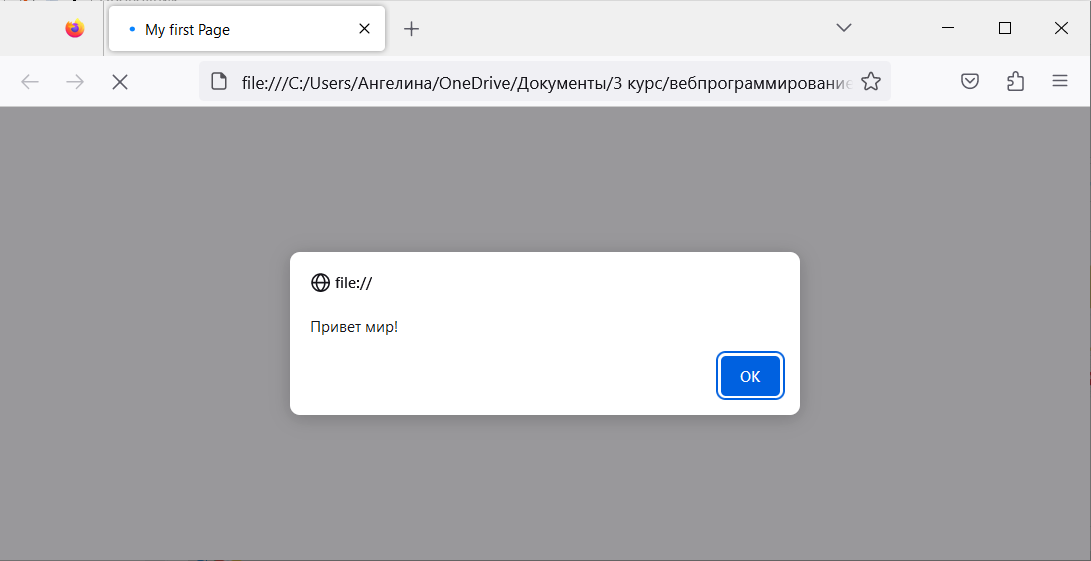 My first Page
file:///C:/Users/Ангелина/OneDrive/Документы/3 курс/вебпрограммирование
file://
Привет мир!
OK